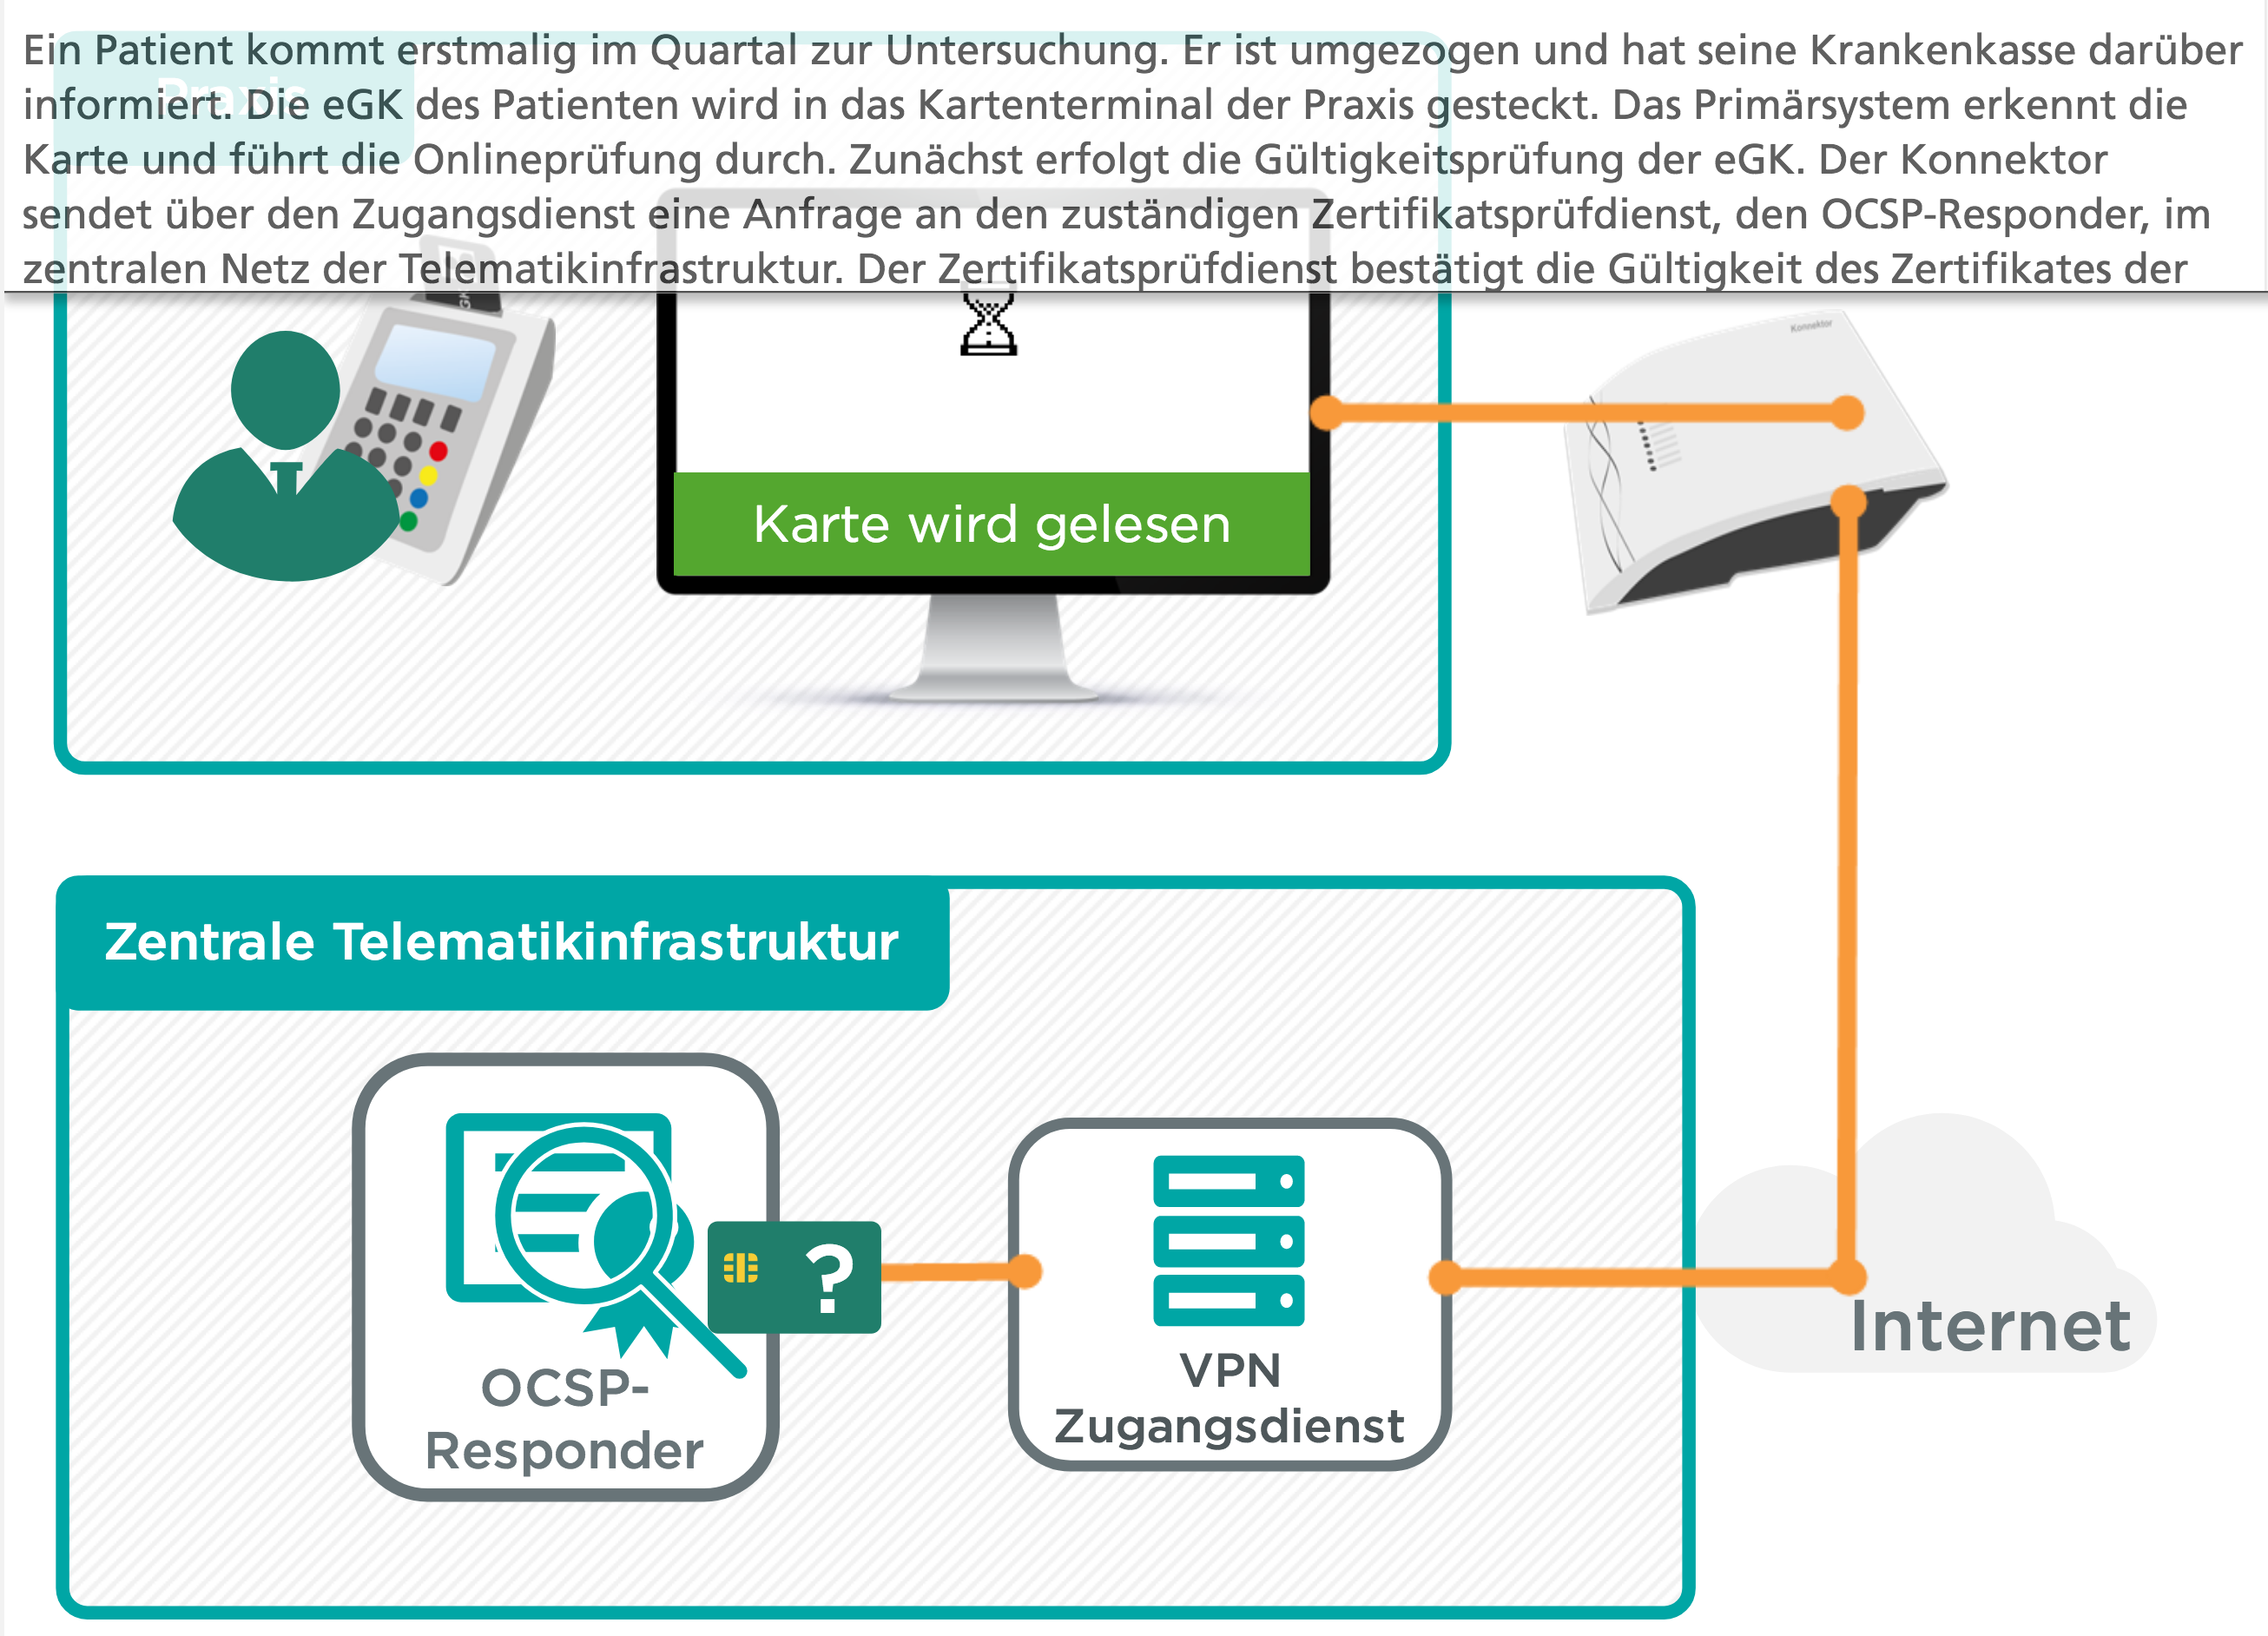 Ein Patient kommt erstmalig im Quartal zur Untersuchung. Er ist umgezogen und hat seine Krankenkasse darüber
informiert. Die eGK des Patienten wird in das Kartenterminal der Praxis gesteckt. Das Primärsystem erkennt die
Karte und führt die Onlineprüfung durch. Zunächst erfolgt die Gültigkeitsprüfung der eGK. Der Konnektor
sendet über den Zugangsdienst eine Anfrage an den zuständigen Zertifikatsprüfdienst, den OCSP-Responder, im
zentralen Netz der Telematikinfrastruktur. Der Zertifikatsprüfdienst bestätigt die Gültigkeit des Zertifikates der
Praxis
Konnektor
Karte wird gelesen
Zentrale Telematikinfrastruktur
?
OCSP-
Responder
VPN
Zugangsdienst
Internet